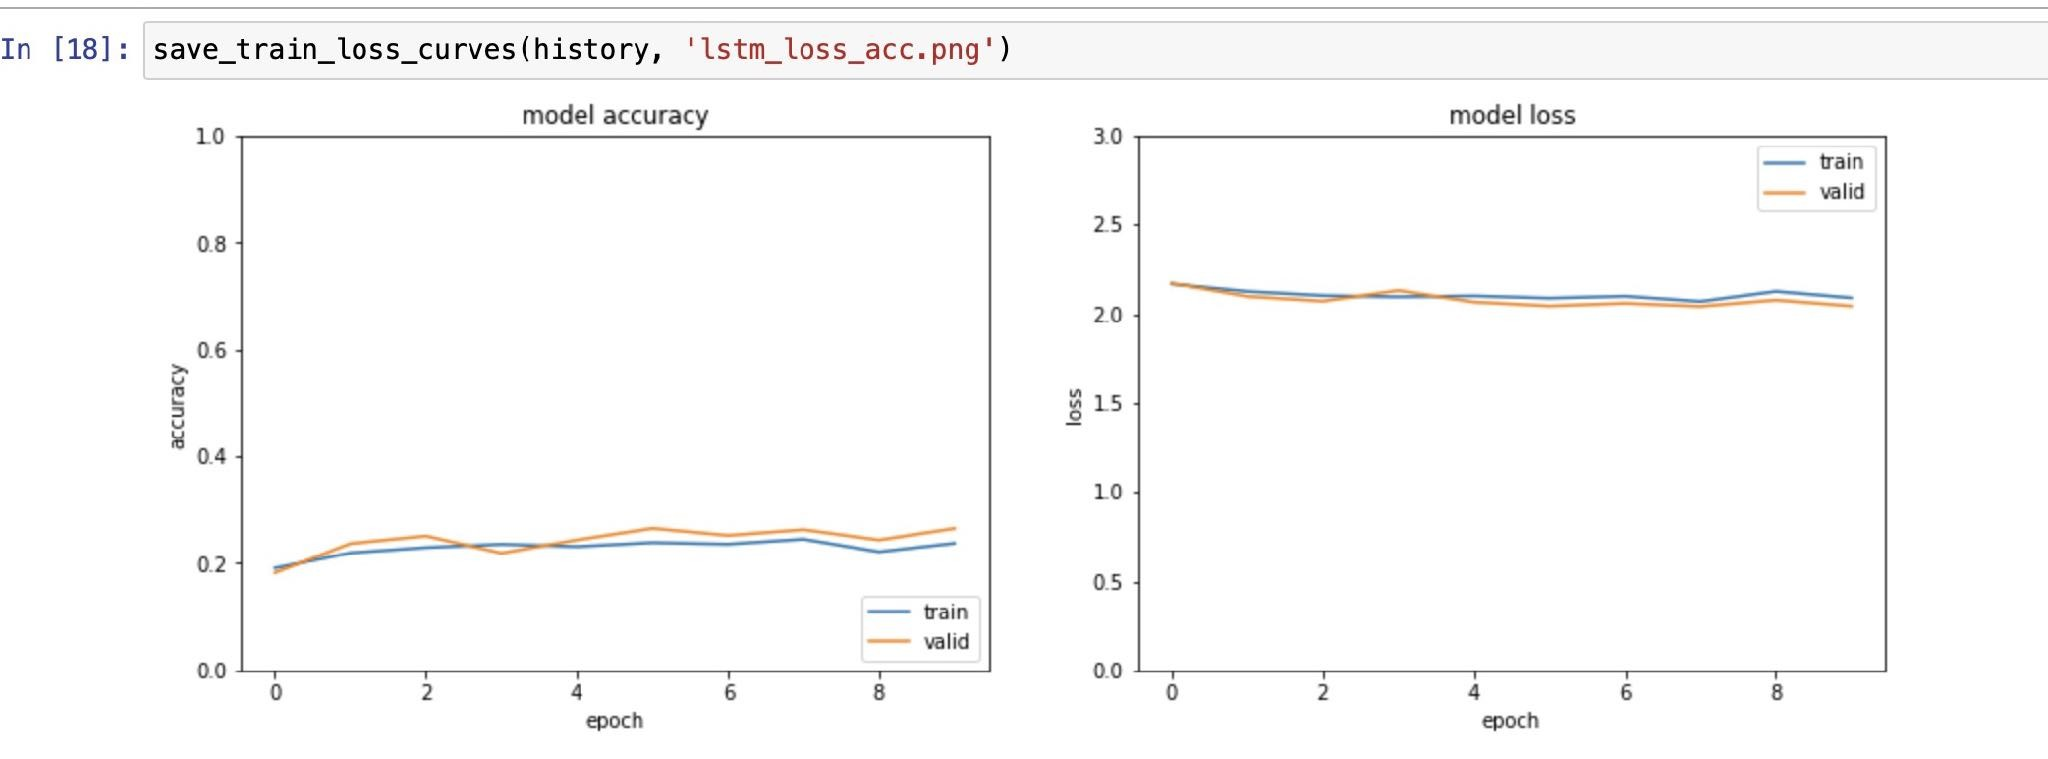 In [18]: save_train_loss_curves(history, 'lstm_loss_acc.png')
model accuracy
1.0
0.8
0.6
0.4
0.2
0.0
accuracy
train
valid
0 2 4 6 8
epoch
model loss
3.0
2.5
2.0
1.5
1.0
0.5
0.0
loss
train
valid
0 2 4 6 8
epoch